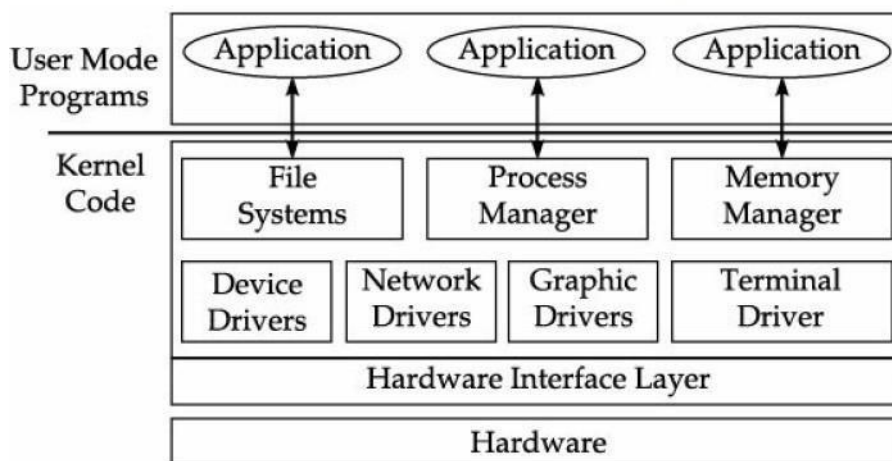 User Mode
Programs
Application
Application
Application
Kernel
Code
File
Systems
Process
Manager
Memory
Manager
Device
Drivers
Network
Drivers
Graphic
Drivers
Terminal
Driver
Hardware Interface Layer
Hardware